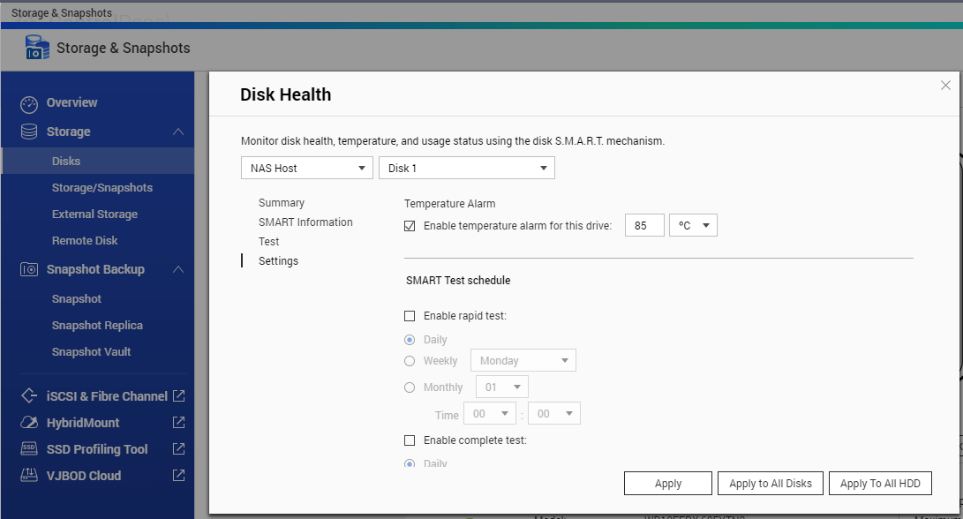 Storage & Snapshots
Storage & Snapshots
Overview
Storage
Disks
Storage/Snapshots
External Storage
Remote Disk
Snapshot Backup
Snapshot
Snapshot Replica
Snapshot Vault
iSCSI & Fibre Channel
HybridMount
SSD Profiling Tool
VJBOD Cloud
Disk Health
Monitor disk health, temperature, and usage status using the disk S.M.A.R.T. mechanism.
NAS Host Disk 1
Summary
SMART Information
Test
Settings
Temperature Alarm
Enable temperature alarm for this drive: 85 °C
SMART Test schedule
Enable rapid test:
Daily
Weekly Monday
Monthly 01
Time 00 : 00
Enable complete test:
Daily
Apply Apply to All Disks Apply To All HDD